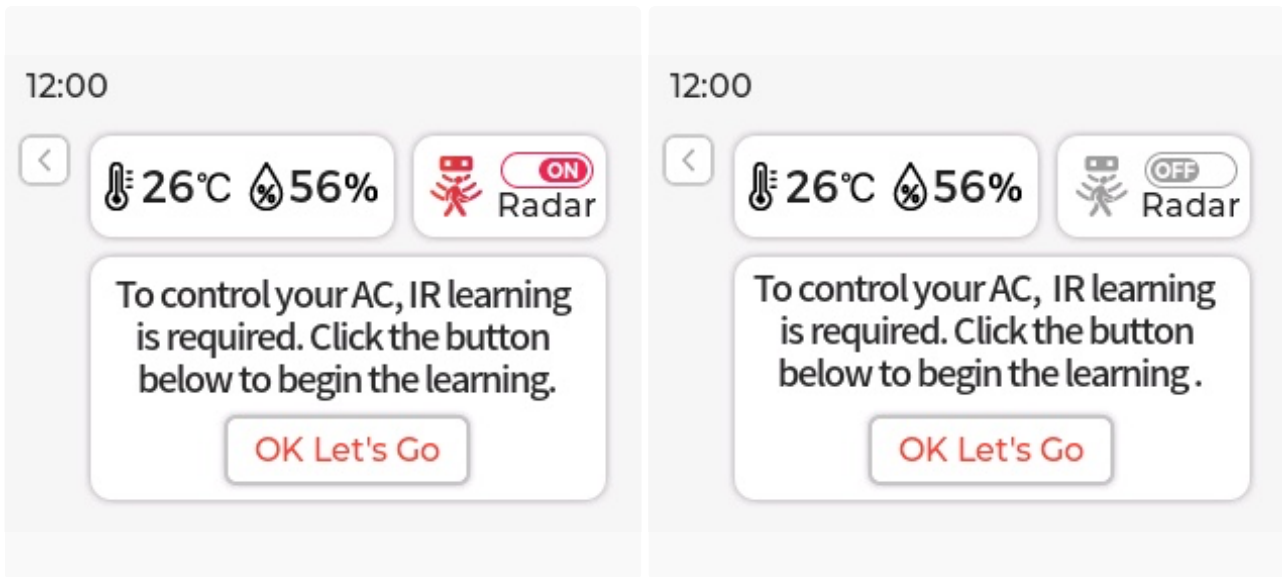 12:00
26℃ 56%
ON
Radar
To control your AC, IR learning
is required. Click the button
below to begin the learning.
OK Let's Go
12:00
26℃ 56%
OFF
Radar
To control your AC, IR learning
is required. Click the button
below to begin the learning .
OK Let's Go